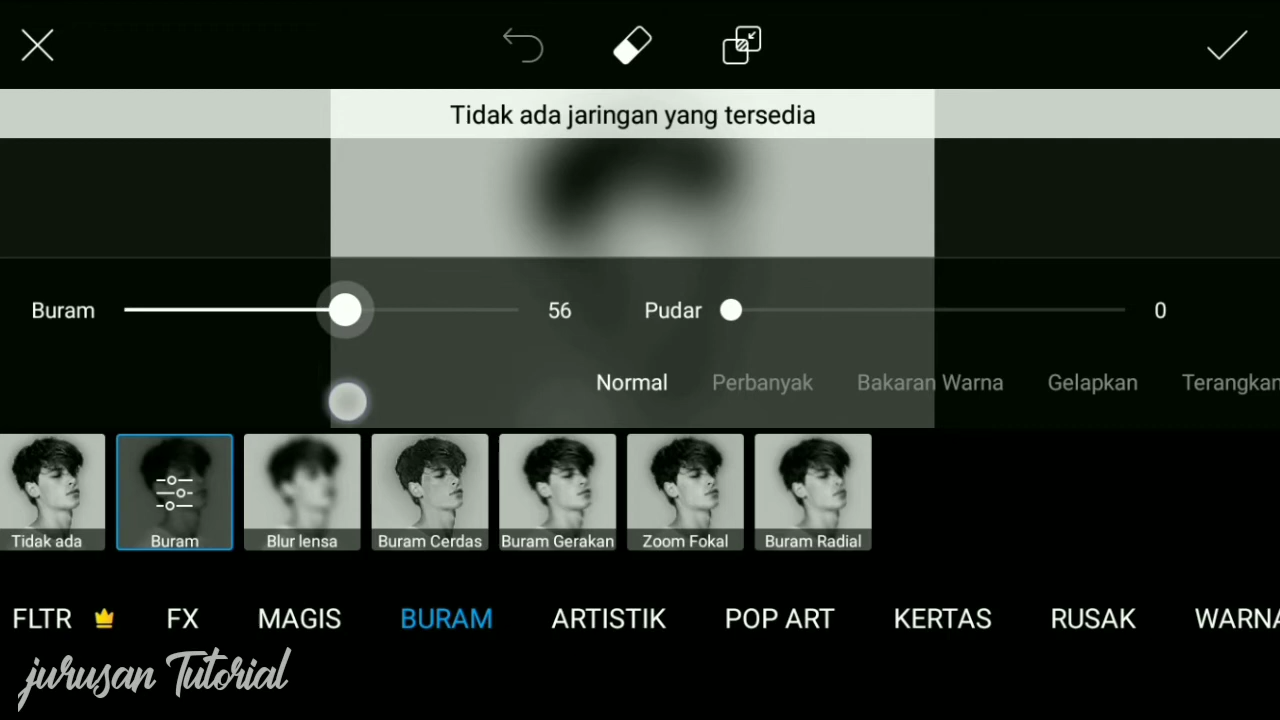 Tidak ada jaringan yang tersedia
Buram 56 Pudar 0
Normal Perbanyak Bakaran Warna Gelapkan Terangkan
Tidak ada Buram Blur lensa Buram Cerdas Buram Gerakan Zoom Fokal Buram Radial
FLTR FX MAGIS BURAM ARTISTIK POP ART KERTAS RUSAK WARNA
jurusan Tutorial